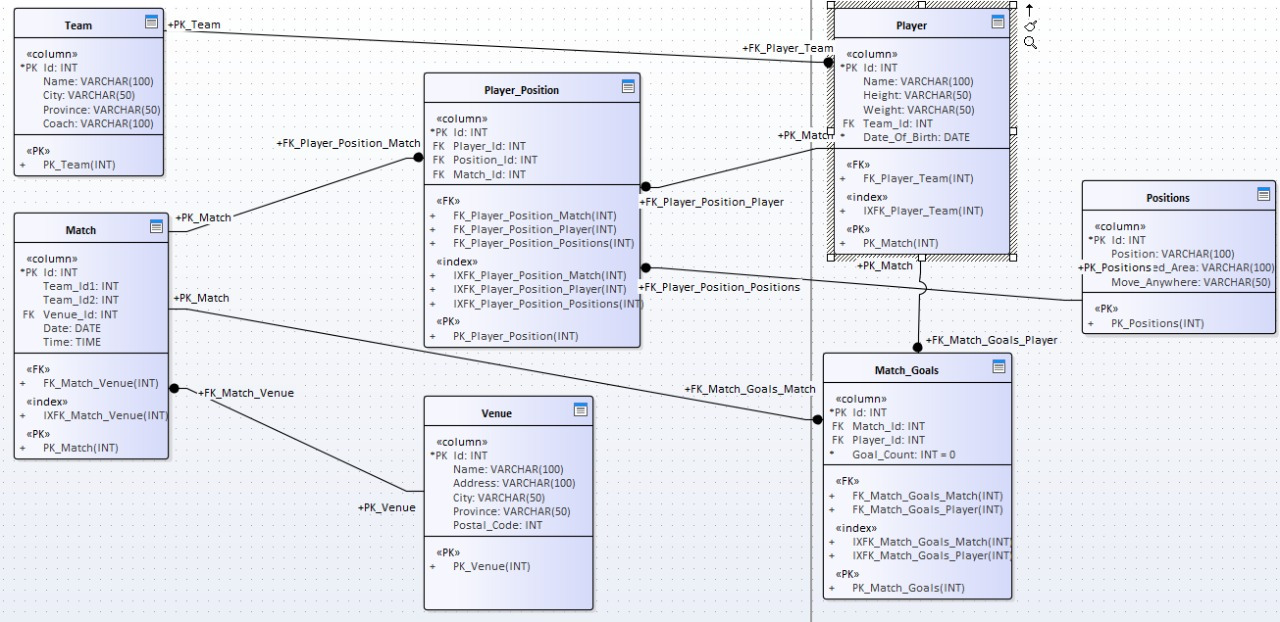 Team
«column»
*PK Id: INT
Name: VARCHAR(100)
City: VARCHAR(50)
Province: VARCHAR(50)
Coach: VARCHAR(100)
«PK»
+ PK_Team(INT)
+PK_Team
+FK_Player_Team
Player
«column»
*PK Id: INT
Name: VARCHAR(100)
Height: VARCHAR(50)
Weight: VARCHAR(50)
FK Team_Id: INT
* Date_Of_Birth: DATE
«FK»
+ FK_Player_Team(INT)
«index»
+ IXFK_Player_Team(INT)
«PK»
+ PK_Match(INT)
+PK_Match
+PK_Match
Player_Position
«column»
*PK Id: INT
FK Player_Id: INT
FK Position_Id: INT
FK Match_Id: INT
«FK»
+ FK_Player_Position_Match(INT)
+ FK_Player_Position_Player(INT)
+ FK_Player_Position_Positions(INT)
«index»
+ IXFK_Player_Position_Match(INT)
+ IXFK_Player_Position_Player(INT)
+ IXFK_Player_Position_Positions(INT)
«PK»
+ PK_Player_Position(INT)
+FK_Player_Position_Match
+FK_Player_Position_Player
+FK_Player_Position_Positions
Positions
«column»
*PK Id: INT
Position: VARCHAR(100)
+PK_Positions ed_Area: VARCHAR(100)
Move_Anywhere: VARCHAR(50)
«PK»
+ PK_Positions(INT)
Match
«column»
*PK Id: INT
Team_Id1: INT
Team_Id2: INT
FK Venue_Id: INT
Date: DATE
Time: TIME
«FK»
+ FK_Match_Venue(INT)
«index»
+ IXFK_Match_Venue(INT)
«PK»
+ PK_Match(INT)
+PK_Match
+PK_Match
+FK_Match_Venue
+PK_Venue
Venue
«column»
*PK Id: INT
Name: VARCHAR(100)
Address: VARCHAR(100)
City: VARCHAR(50)
Province: VARCHAR(50)
Postal_Code: INT
«PK»
+ PK_Venue(INT)
+FK_Match_Goals_Match
+FK_Match_Goals_Player
Match_Goals
«column»
*PK Id: INT
FK Match_Id: INT
FK Player_Id: INT
* Goal_Count: INT = 0
«FK»
+ FK_Match_Goals_Match(INT)
+ FK_Match_Goals_Player(INT)
«index»
+ IXFK_Match_Goals_Match(INT)
+ IXFK_Match_Goals_Player(INT)
«PK»
+ PK_Match_Goals(INT)